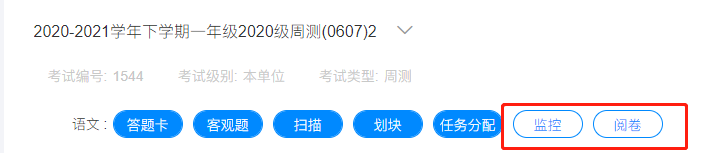 2020-2021学年下学期一年级2020级周测(0607)2
考试编号: 1544 考试级别: 本单位 考试类型: 周测
语文 : 答题卡 客观题 扫描 划块 任务分配 监控 阅卷